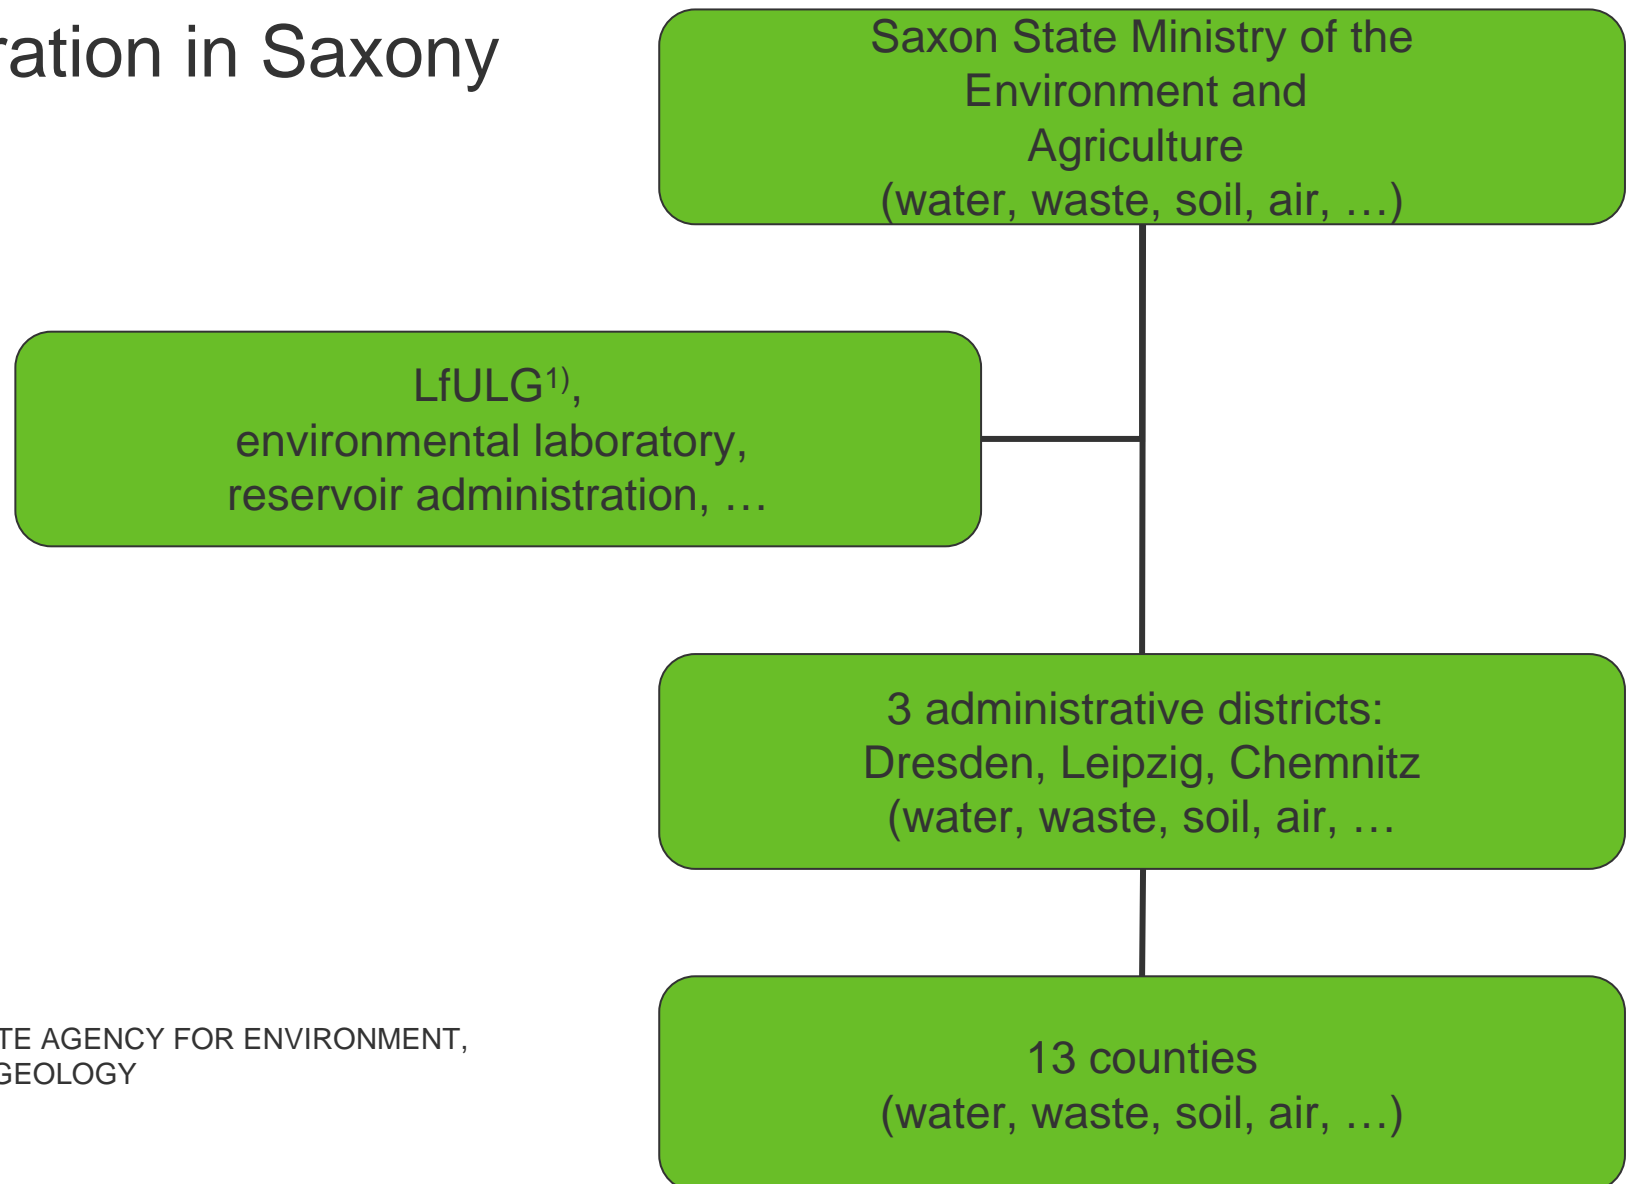 ration in Saxony
Saxon State Ministry of the
Environment and
Agriculture
(water, waste, soil, air, …)
LfULG1),
environmental laboratory,
reservoir administration, …
3 administrative districts:
Dresden, Leipzig, Chemnitz
(water, waste, soil, air, …
TE AGENCY FOR ENVIRONMENT,
GEOLOGY
13 counties
(water, waste, soil, air, …)